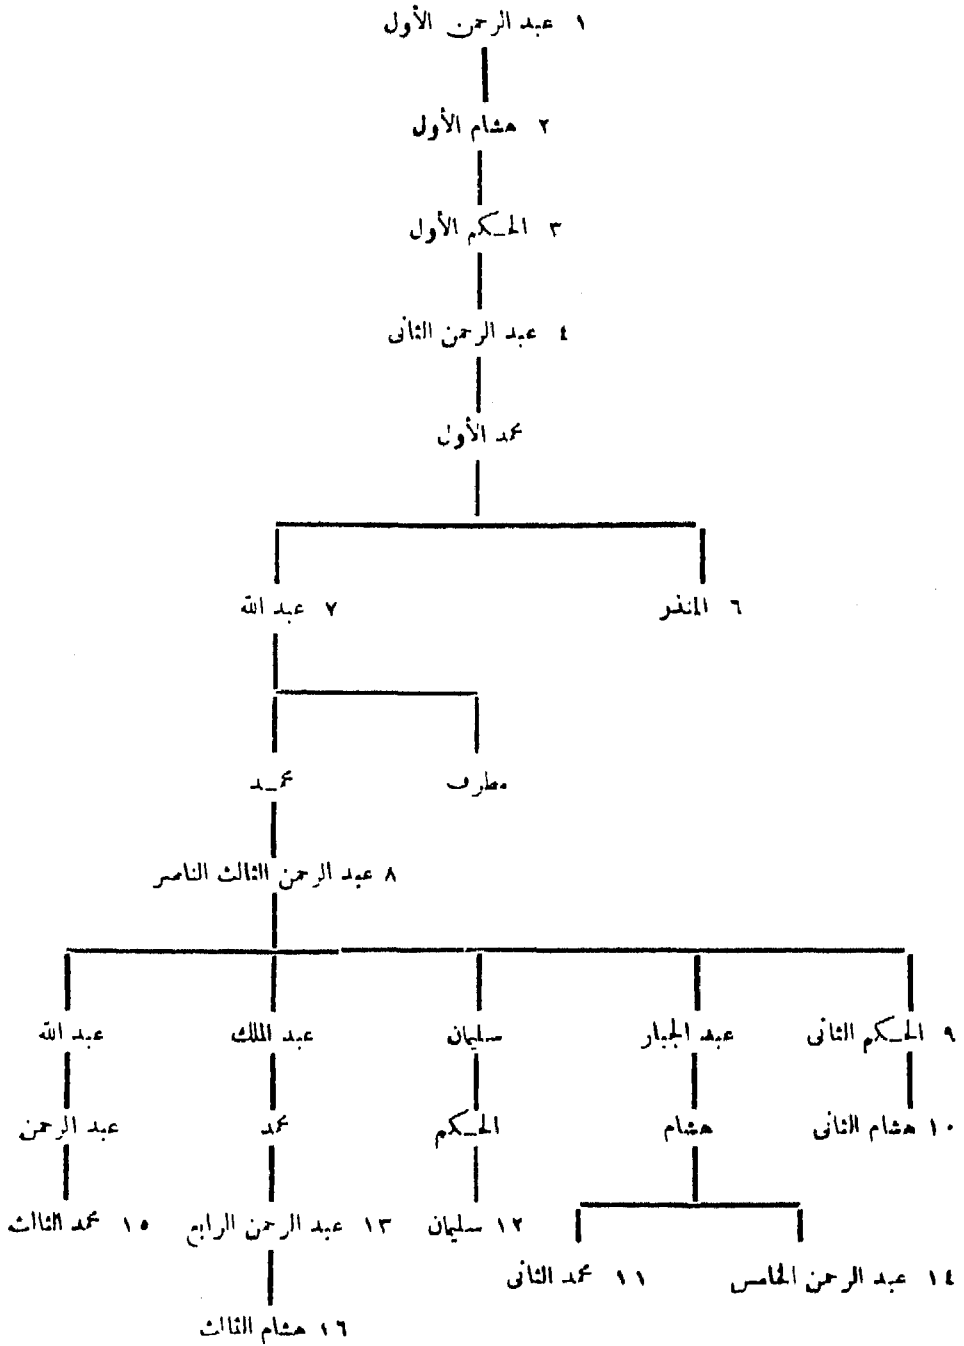 ١ عبد الرحمن الأول
٢ هشام الأول
٣ الحكم الأول
٤ عبد الرحمن الثانى
محمد الأول
٦ المنذر
٧ عبد الله
مطرف
محمد
٨ عبد الرحمن الثالث الناصر
٩ الحكم الثانى
عبد الجبار
سليمان
عبد الملك
عبد الله
١٠ هشام الثانى
هشام
الحكم
محمد
عبد الرحمن
١٢ سليمان
١٣ عبد الرحمن الرابع
١٥ محمد الثالث
١٤ عبد الرحمن الخامس
١١ محمد الثانى
١٦ هشام الثالث